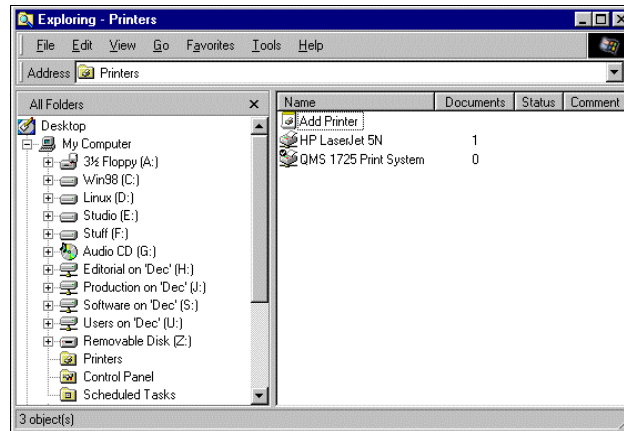 Exploring - Printers
File Edit View Go Favorites Tools Help
Address Printers
All Folders
Desktop
My Computer
3½ Floppy (A:)
Win98 (C:)
Linux (D:)
Studio (E:)
Stuff (F:)
Audio CD (G:)
Editorial on 'Dec' (H:)
Production on 'Dec' (J:)
Software on 'Dec' (S:)
Users on 'Dec' (U:)
Removable Disk (Z:)
Printers
Control Panel
Scheduled Tasks
Name Documents Status Comment
Add Printer
HP LaserJet 5N 1
QMS 1725 Print System 0
3 object(s)